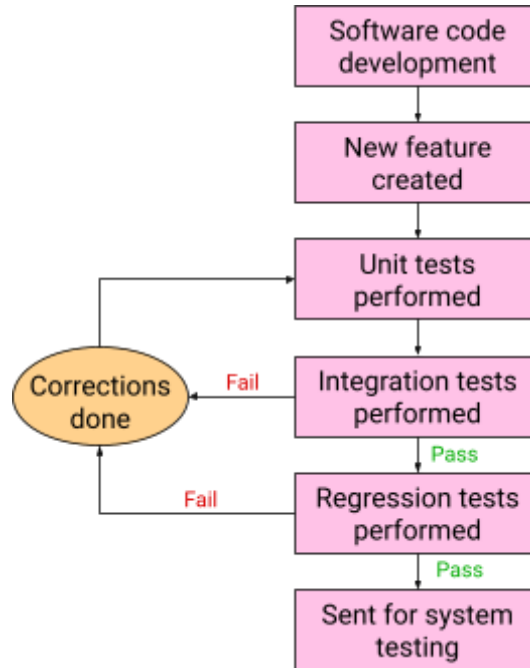 Software code
development
New feature
created
Unit tests
performed
Corrections
done
Fail
Integration tests
performed
Pass
Fail
Regression tests
performed
Pass
Sent for system
testing